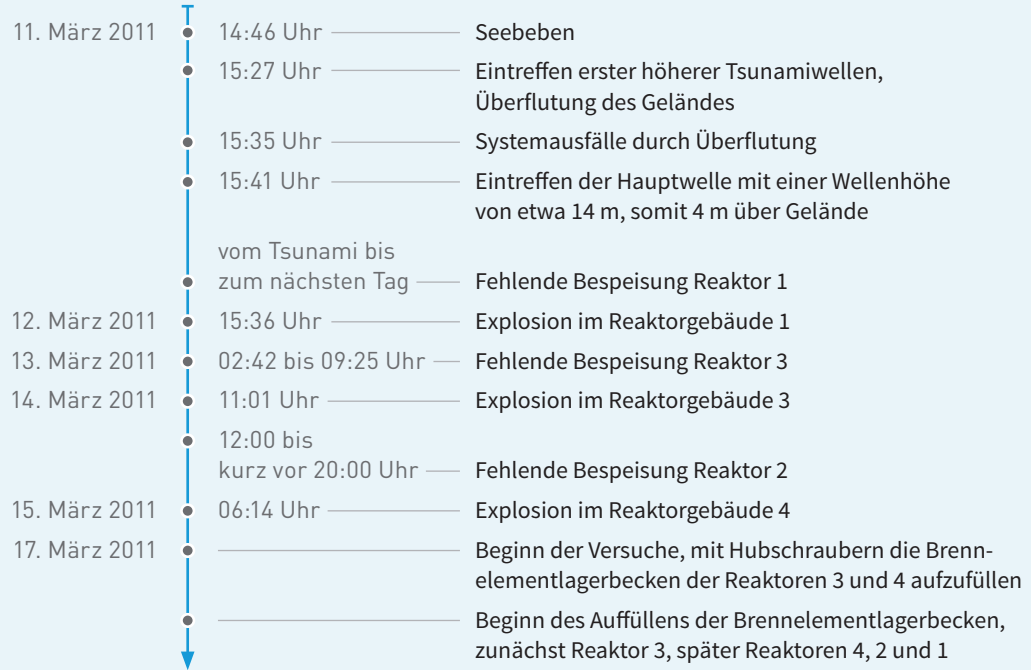 11. März 2011 14:46 Uhr Seebeben
15:27 Uhr Eintreffen erster höherer Tsunamiwellen,
Überflutung des Geländes
15:35 Uhr Systemausfälle durch Überflutung
15:41 Uhr Eintreffen der Hauptwelle mit einer Wellenhöhe
von etwa 14 m, somit 4 m über Gelände
vom Tsunami bis
zum nächsten Tag Fehlende Bespeisung Reaktor 1
12. März 2011 15:36 Uhr Explosion im Reaktorgebäude 1
13. März 2011 02:42 bis 09:25 Uhr Fehlende Bespeisung Reaktor 3
14. März 2011 11:01 Uhr Explosion im Reaktorgebäude 3
12:00 bis
kurz vor 20:00 Uhr Fehlende Bespeisung Reaktor 2
15. März 2011 06:14 Uhr Explosion im Reaktorgebäude 4
17. März 2011 Beginn der Versuche, mit Hubschraubern die Brenn-
elementlagerbecken der Reaktoren 3 und 4 aufzufüllen
Beginn des Auffüllens der Brennelementlagerbecken,
zunächst Reaktor 3, später Reaktoren 4, 2 und 1